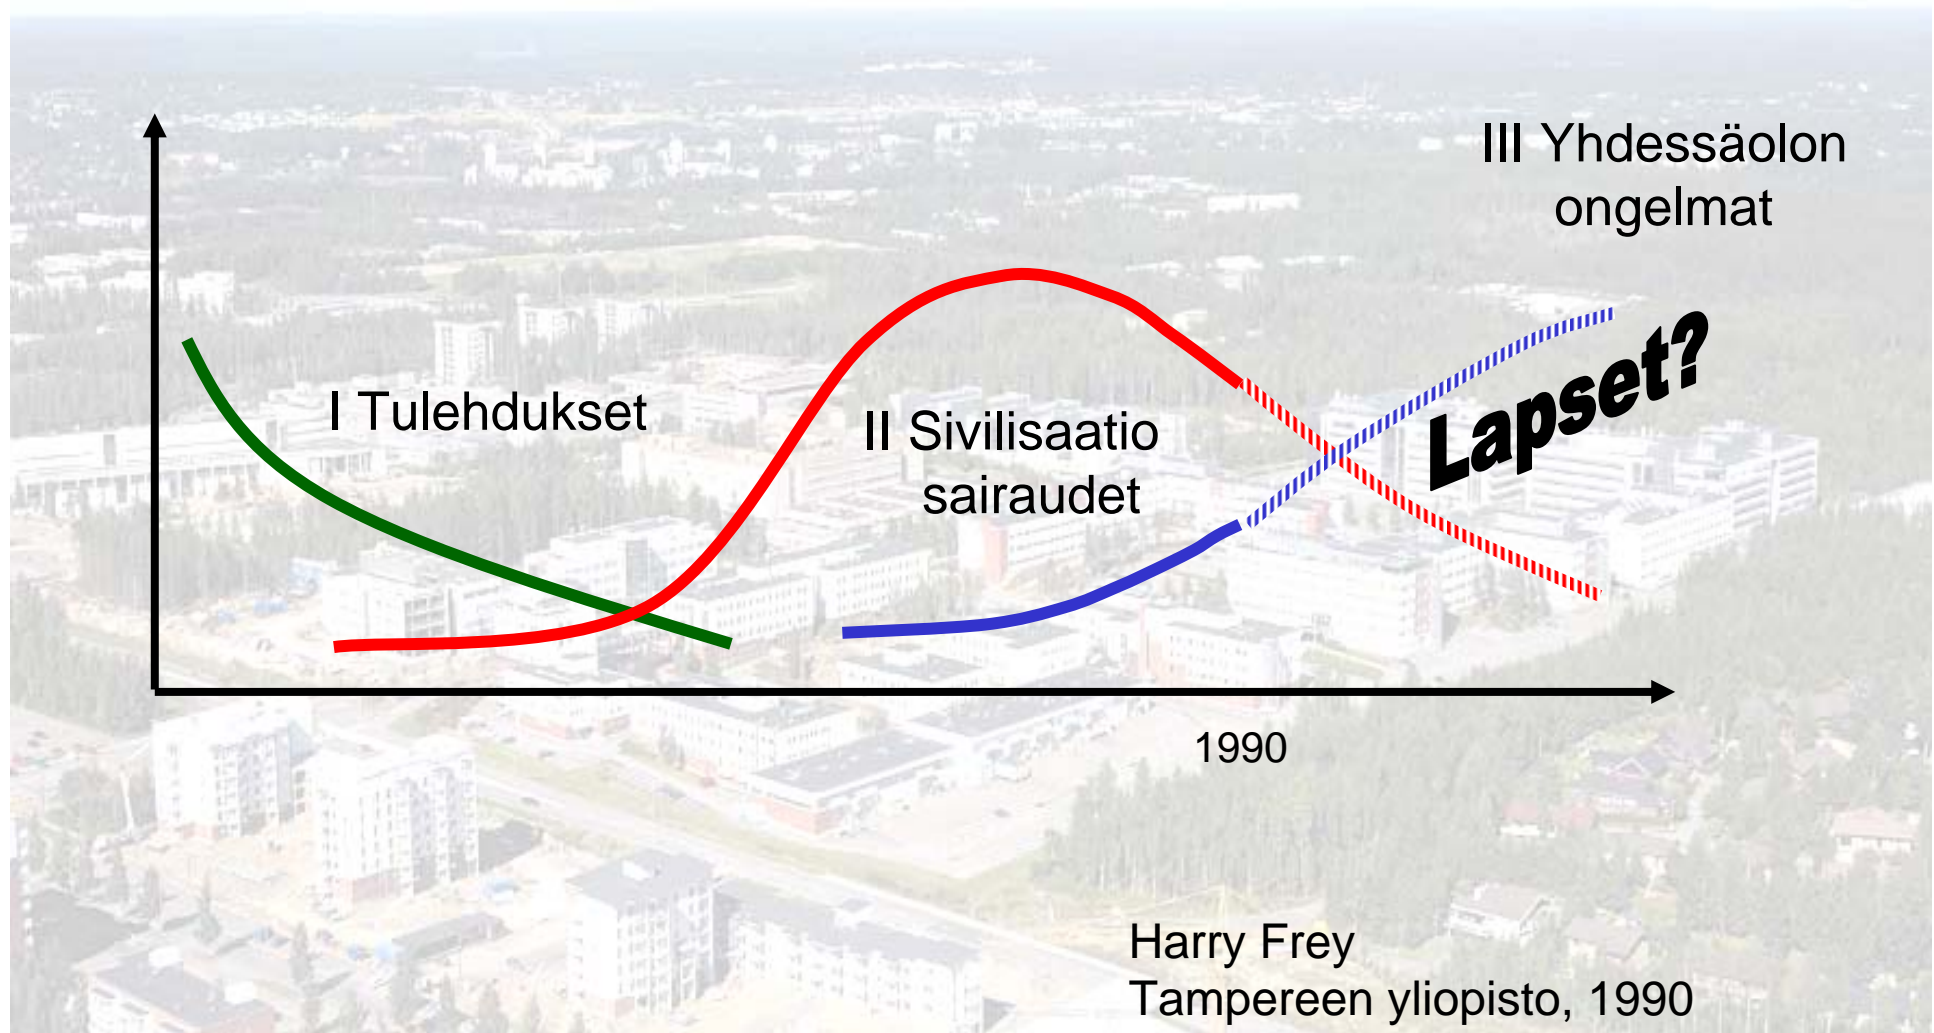 III Yhdessäolon
ongelmat
I Tulehdukset
II Sivilisaatio
sairaudet
Lapset?
1990
Harry Frey
Tampereen yliopisto, 1990